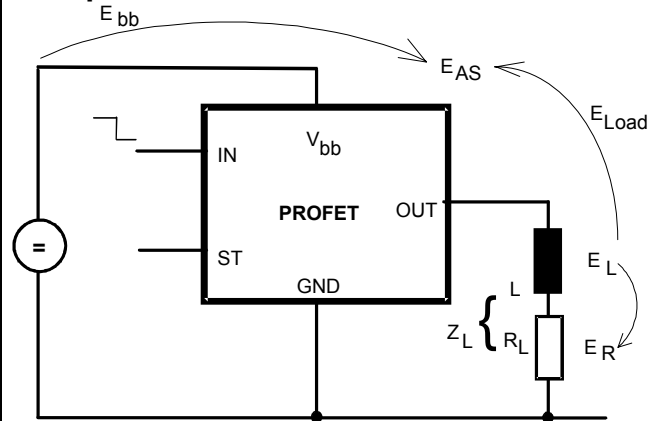 E bb
E AS
E Load
V bb
IN
PROFET
OUT
=
ST
GND
E L
L
Z L { R L
E R